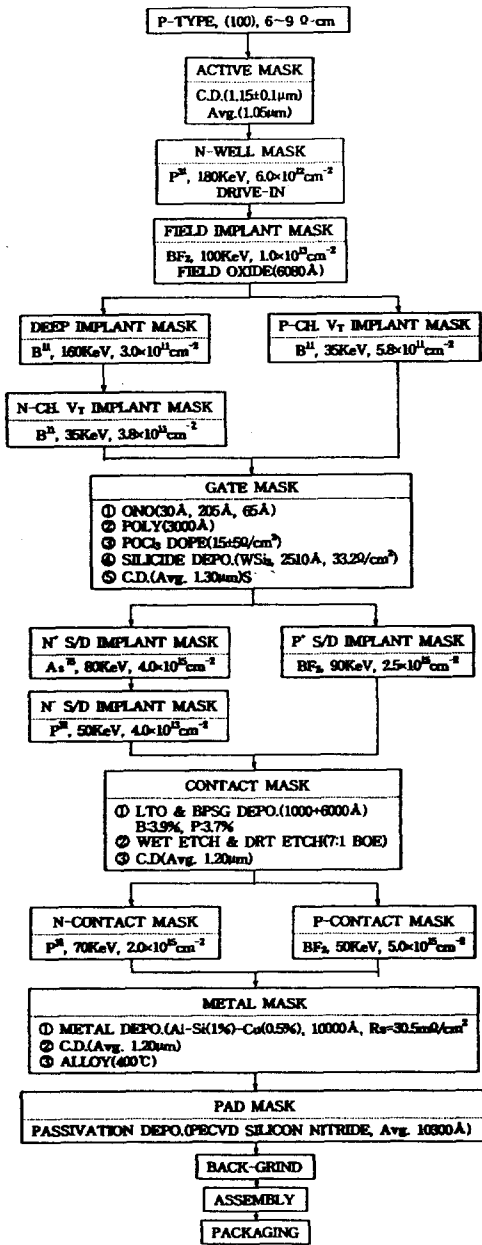 P-TYPE, (100), 6~9 Ω-cm
ACTIVE MASK
C.D.(1.15±0.1μm)
Avg.(1.05μm)
N-WELL MASK
P³¹, 180KeV, 6.0×10¹²cm⁻²
DRIVE-IN
FIELD IMPLANT MASK
BF₂, 100KeV, 1.0×10¹³cm⁻²
FIELD OXIDE(6080Å)
DEEP IMPLANT MASK
B¹¹, 160KeV, 3.0×10¹¹cm⁻²
P-CH. V_T IMPLANT MASK
B¹¹, 35KeV, 5.8×10¹¹cm⁻²
N-CH. V_T IMPLANT MASK
B¹¹, 35KeV, 3.8×10¹¹cm⁻²
GATE MASK
① ONO(30Å, 205Å, 65Å)
② POLY(3000Å)
③ POCl₃ DOPE(15±5Ω/cm²)
④ SILICIDE DEPO.(WSi₂, 2510Å, 33.2Ω/cm²)
⑤ C.D.(Avg. 1.30μm)S
N⁺ S/D IMPLANT MASK
As⁷⁵, 80KeV, 4.0×10¹⁵cm⁻²
P⁺ S/D IMPLANT MASK
BF₂, 90KeV, 2.5×10¹⁵cm⁻²
N⁻ S/D IMPLANT MASK
P³¹, 50KeV, 4.0×10¹³cm⁻²
CONTACT MASK
① LTO & BPSG DEPO.(1000+6000Å)
B:3.9%, P:3.7%
② WET ETCH & DRT ETCH(7:1 BOE)
③ C.D(Avg. 1.20μm)
N-CONTACT MASK
P³¹, 70KeV, 2.0×10¹⁵cm⁻²
P-CONTACT MASK
BF₂, 50KeV, 5.0×10¹⁵cm⁻²
METAL MASK
① METAL DEPO.(Al-Si(1%)-Cu(0.5%), 10000Å, Rs=30.5mΩ/cm²
② C.D.(Avg. 1.20μm)
③ ALLOY(400℃)
PAD MASK
PASSIVATION DEPO.(PECVD SILICON NITRIDE, Avg. 10300Å)
BACK-GRIND
ASSEMBLY
PACKAGING